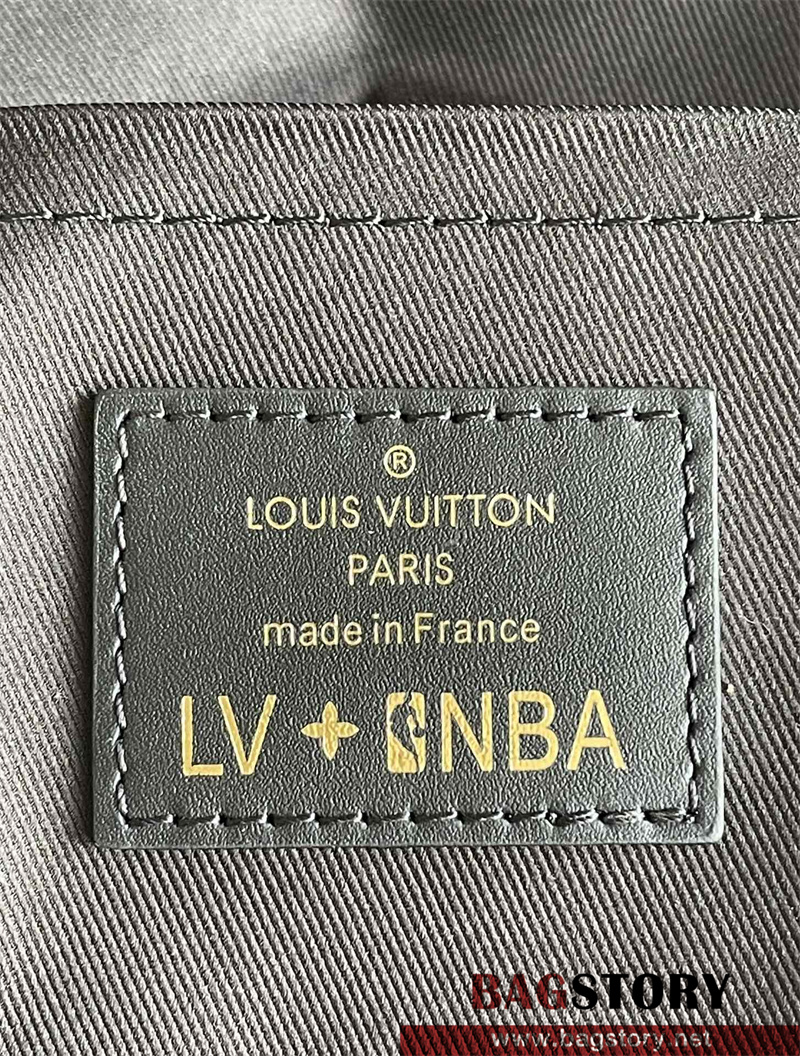 ®
LOUIS VUITTON
PARIS
made in France
LV + NBA
BAGSTORY
www.bagstory.net